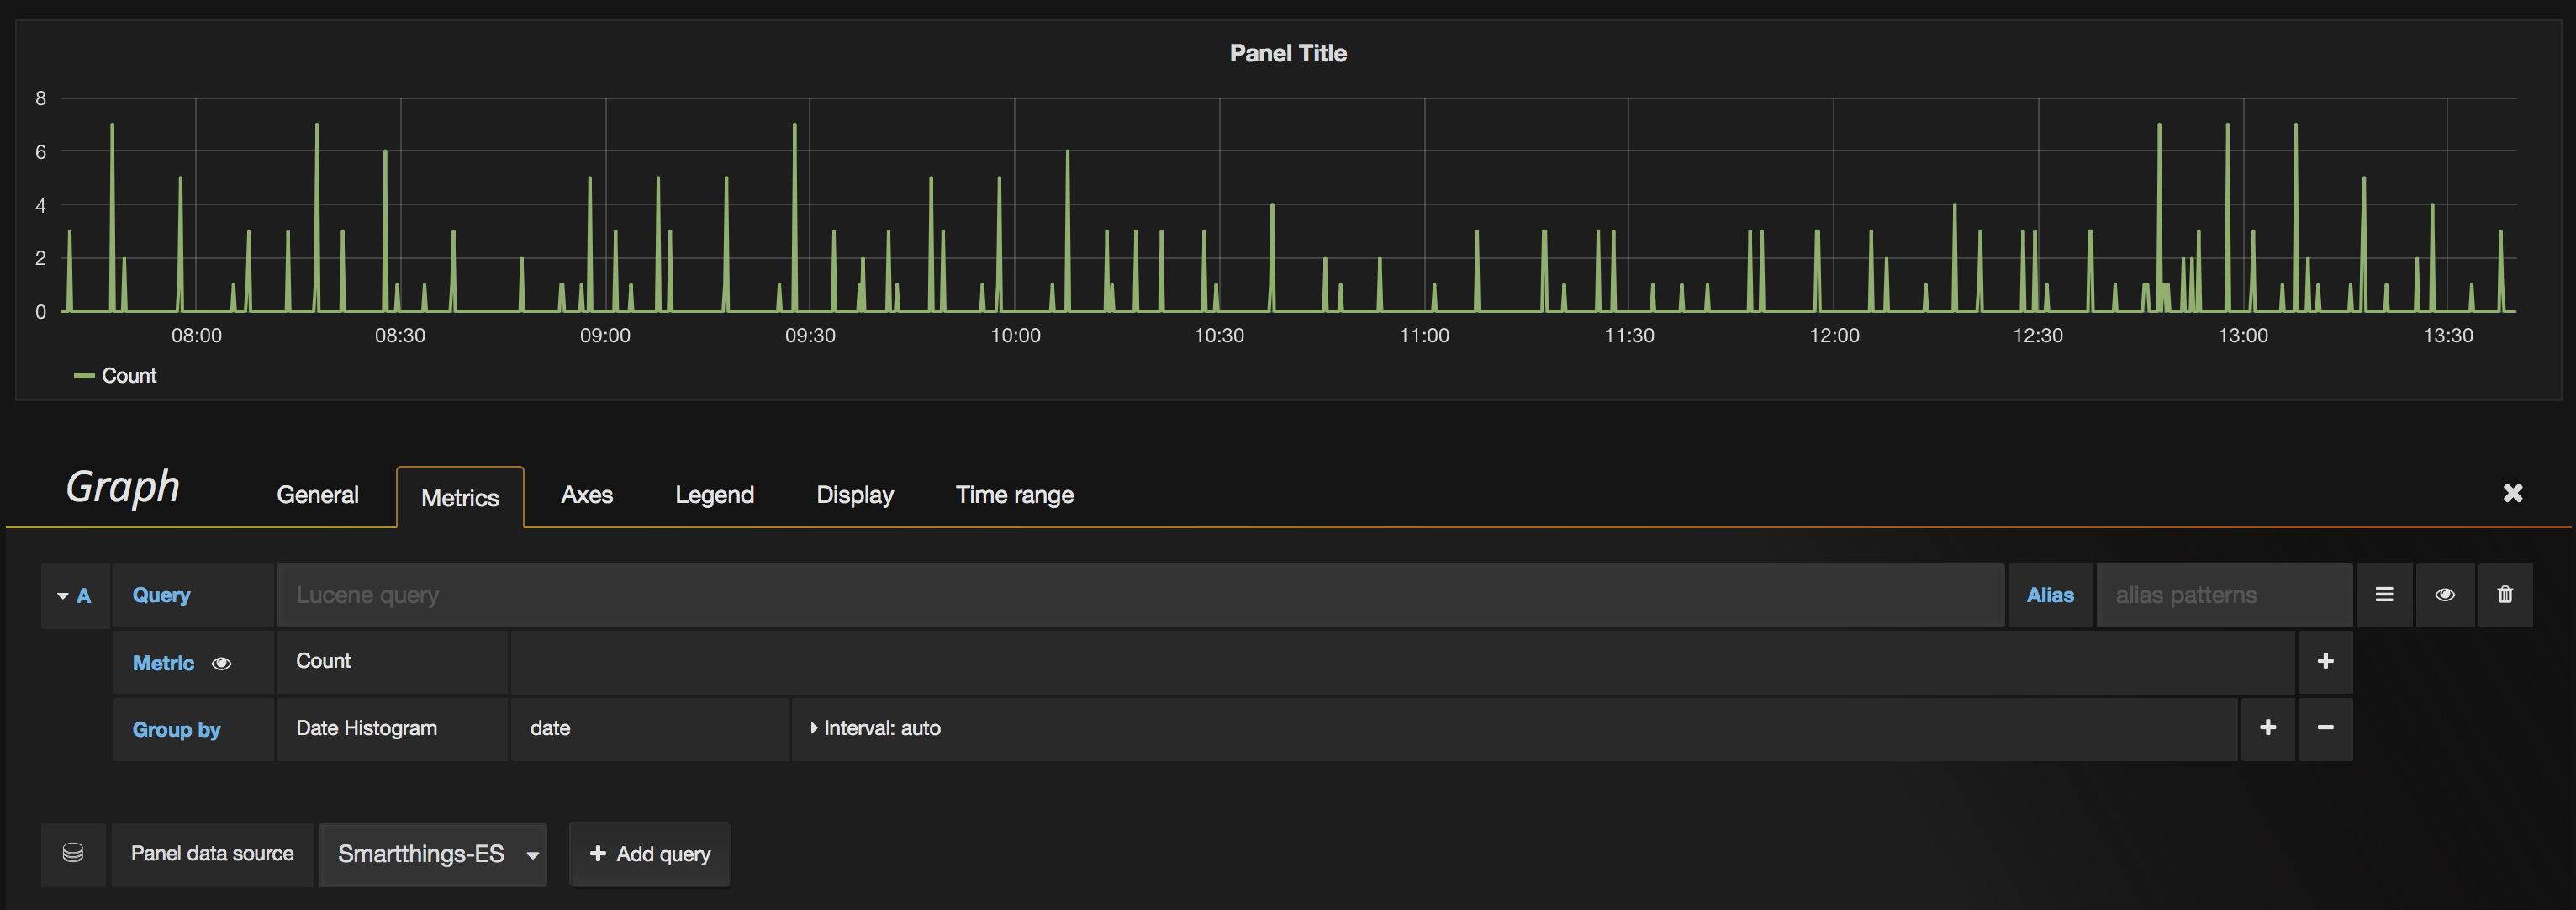 Panel Title
8
6
4
2
0
08:00 08:30 09:00 09:30 10:00 10:30 11:00 11:30 12:00 12:30 13:00 13:30
Count
Graph General Metrics Axes Legend Display Time range
A Query Lucene query Alias alias patterns
Metric Count
Group by Date Histogram date Interval: auto
Panel data source Smartthings-ES + Add query